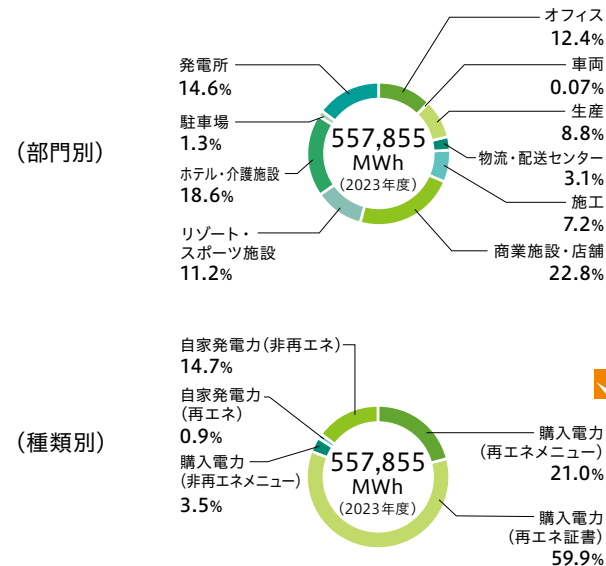 (部門別)
オフィス
12.4%
車両
0.07%
生産
8.8%
物流・配送センター
3.1%
施工
7.2%
商業施設・店舗
22.8%
リゾート・
スポーツ施設
11.2%
ホテル・介護施設
18.6%
駐車場
1.3%
発電所
14.6%
557,855
MWh
(2023年度)
(種類別)
自家発電力(非再エネ)
14.7%
自家発電力
(再エネ)
0.9%
購入電力
(非再エネメニュー)
3.5%
557,855
MWh
(2023年度)
購入電力
(再エネメニュー)
21.0%
購入電力
(再エネ証書)
59.9%